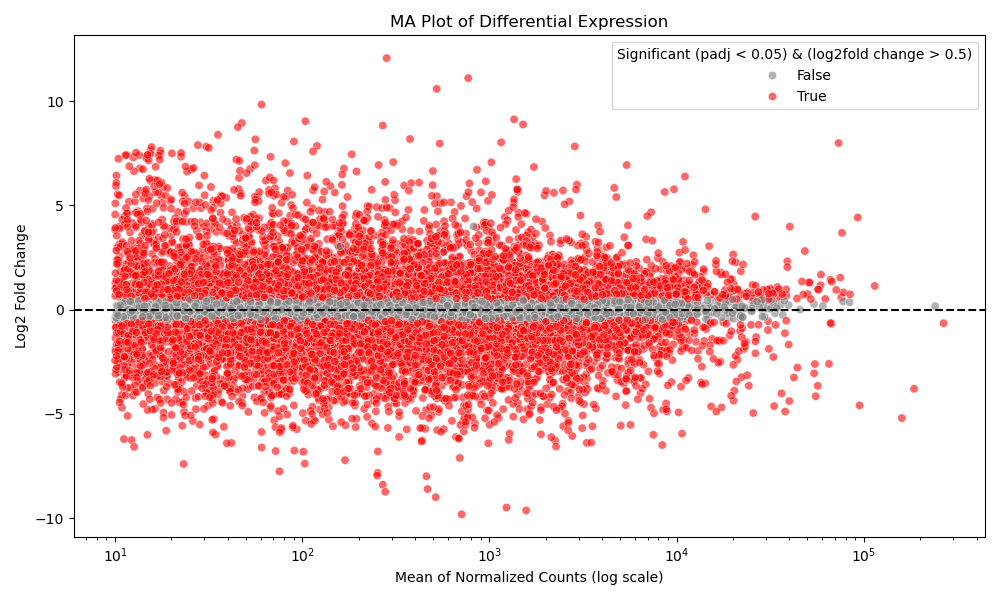 MA Plot of Differential Expression
Significant (padj < 0.05) & (log2fold change > 0.5)
False
True
Log2 Fold Change
10
5
0
−5
−10
10¹
10²
10³
10⁴
10⁵
Mean of Normalized Counts (log scale)